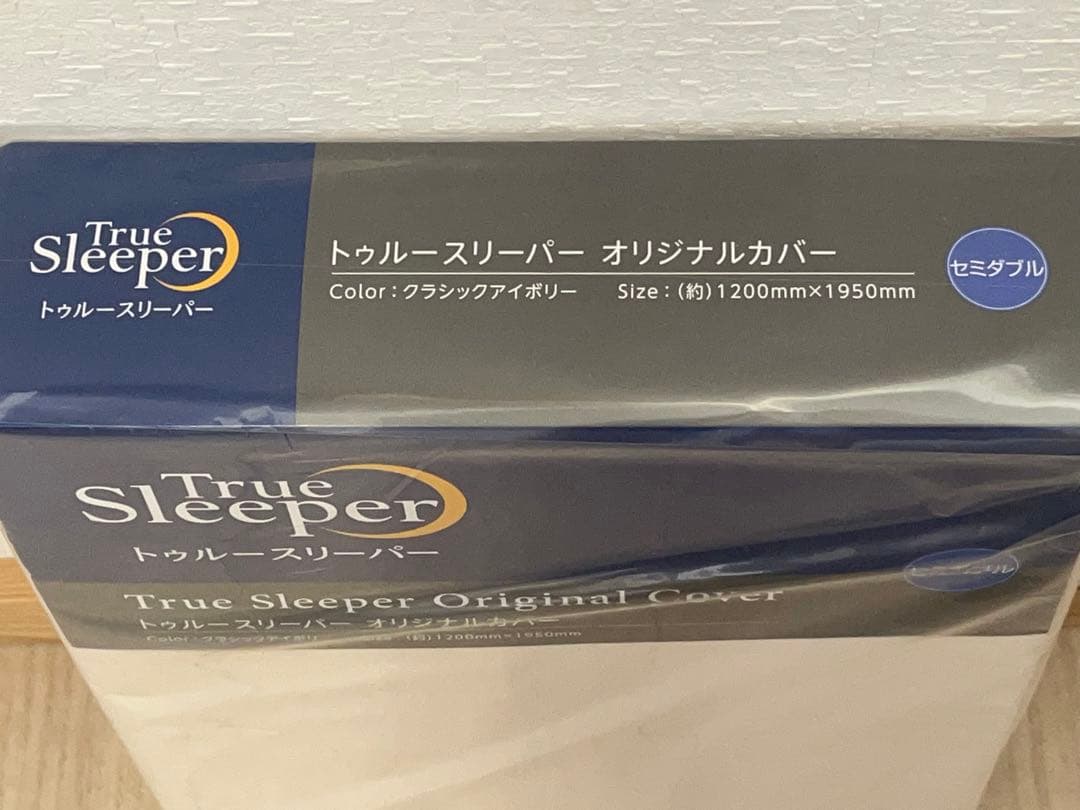 True
Sleeper
トゥルースリーパー
トゥルースリーパー オリジナルカバー
Color：クラシックアイボリー Size：(約)1200mm×1950mm
セミダブル
True
Sleeper
トゥルースリーパー
True Sleeper Original Cover
トゥルースリーパー オリジナルカバー
(約)1200mm×1950mm